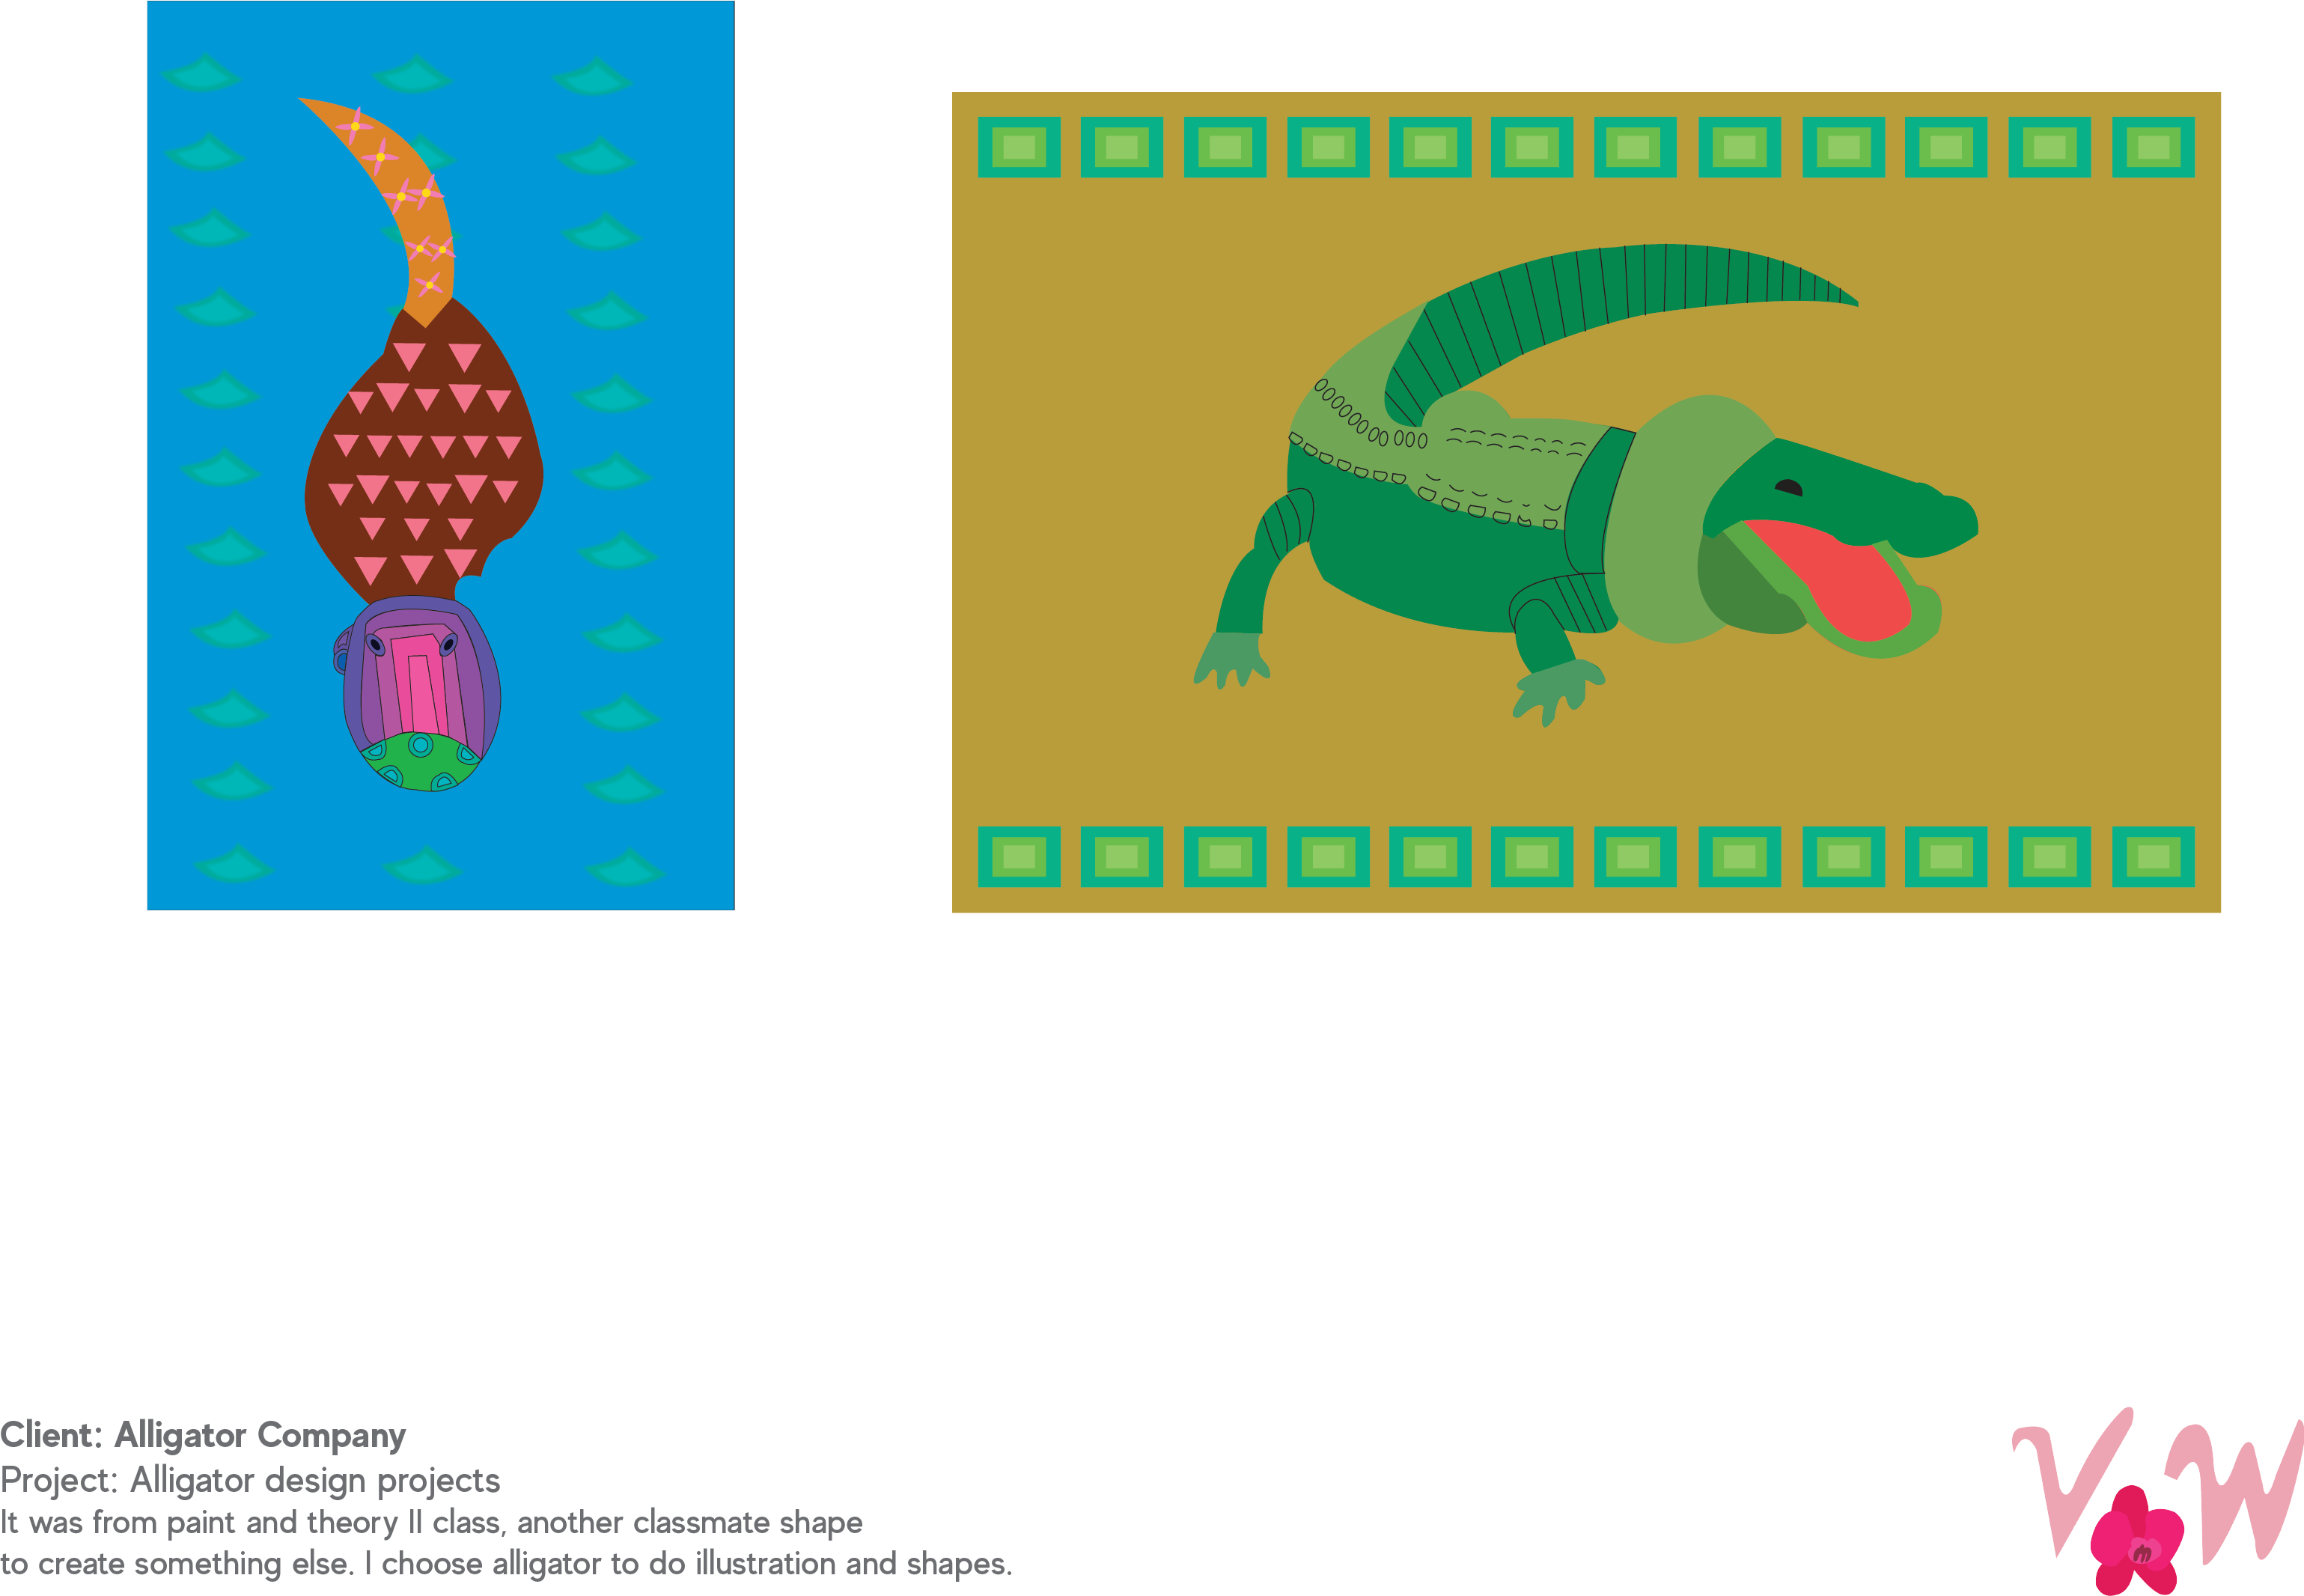 Client: Alligator Company
Project: Alligator design projects
It was from paint and theory II class, another classmate shape
to create something else. I choose alligator to do illustration and shapes.
V W